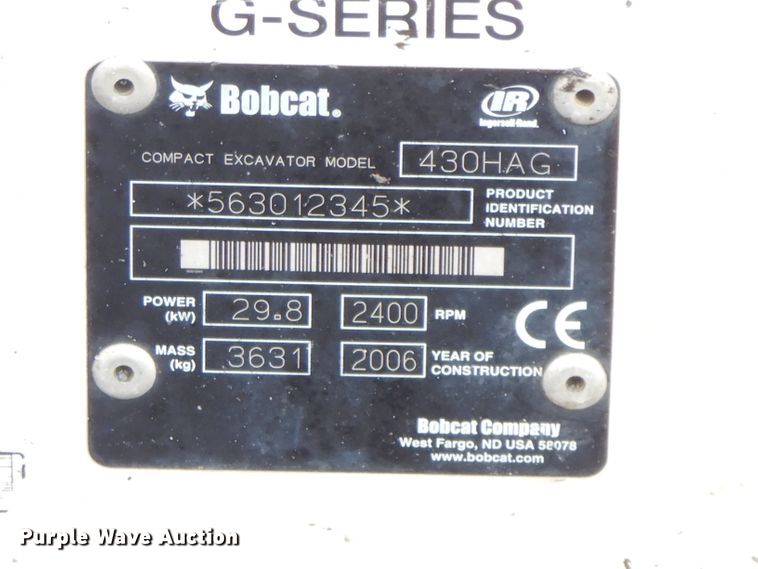 G-SERIES
Bobcat®
IR
Ingersoll-Rand.
COMPACT EXCAVATOR MODEL 430HAG
*563012345*
PRODUCT
IDENTIFICATION
NUMBER
POWER
(kW)
29.8
2400
RPM
CE
MASS
(kg)
3631
2006
YEAR OF
CONSTRUCTION
Bobcat Company
West Fargo, ND USA 58078
www.bobcat.com
Purple Wave Auction